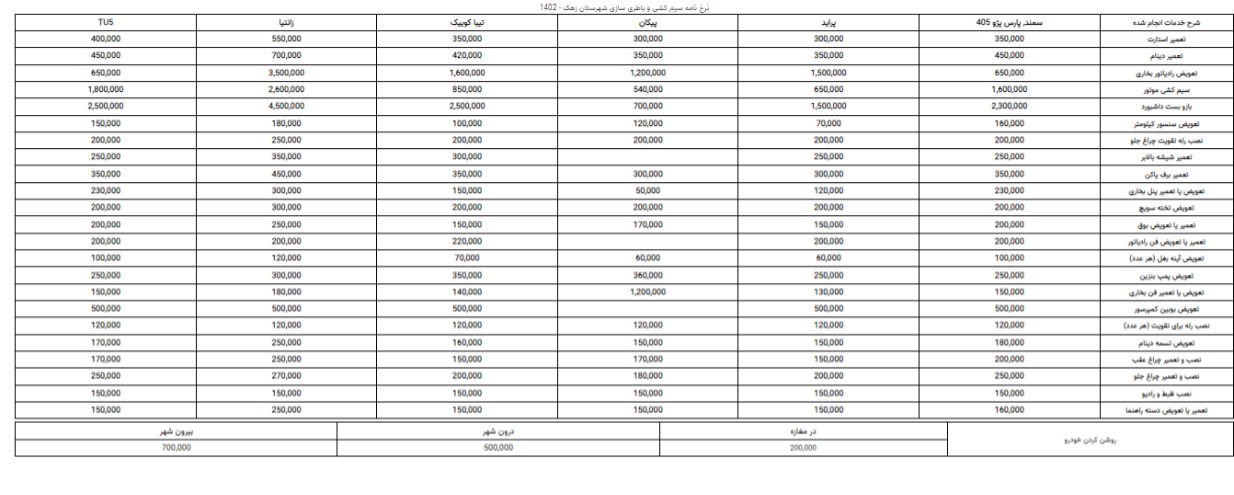 نرخ نامه سیم کشی و باطری سازی شهرستان زهک - 1402
شرح خدمات انجام شده سمند, پارس پژو 405 پراید پیکان تیبا کوییک زانتیا TU5
تعمیر استارت 350,000 300,000 300,000 350,000 550,000 400,000
تعمیر دینام 450,000 350,000 350,000 420,000 700,000 450,000
تعویض رادیاتور بخاری 650,000 1,500,000 1,200,000 1,600,000 3,500,000 650,000
سیم کشی موتور 1,600,000 650,000 540,000 850,000 2,600,000 1,800,000
بازو بست داشبورد 2,300,000 1,500,000 700,000 2,500,000 4,500,000 2,500,000
تعویض سنسور کیلومتر 160,000 70,000 120,000 100,000 180,000 150,000
نصب رله تقویت چراغ جلو 200,000 200,000 200,000 200,000 250,000 200,000
تعمیر شیشه بالابر 250,000 250,000 300,000 350,000 250,000
تعمیر برف پاکن 350,000 300,000 300,000 350,000 450,000 350,000
تعویض یا تعمیر پنل بخاری 230,000 120,000 50,000 150,000 300,000 230,000
تعویض تخته سویچ 200,000 200,000 200,000 200,000 300,000 200,000
تعمیر یا تعویض بوق 200,000 150,000 170,000 150,000 250,000 200,000
تعمیر یا تعویض فن رادیاتور 200,000 200,000 220,000 200,000 200,000
تعویض آینه بغل (هر عدد) 100,000 60,000 60,000 70,000 120,000 100,000
تعویض پمپ بنزین 250,000 250,000 360,000 350,000 300,000 250,000
تعویض یا تعمیر فن بخاری 150,000 130,000 1,200,000 140,000 180,000 150,000
تعویض بوبین کمپرسور 500,000 500,000 500,000 500,000 500,000
نصب رله برای تقویت (هر عدد) 120,000 120,000 120,000 120,000 120,000 120,000
تعویض تسمه دینام 180,000 150,000 150,000 160,000 250,000 170,000
نصب و تعمیر چراغ عقب 200,000 150,000 170,000 150,000 250,000 170,000
نصب و تعمیر چراغ جلو 250,000 200,000 180,000 200,000 270,000 250,000
نصب ظبط و رادیو 150,000 150,000 150,000 150,000 150,000 150,000
تعمیر یا تعویض دسته راهنما 160,000 150,000 150,000 150,000 250,000 150,000
روشن کردن خودرو در مغازه درون شهر بیرون شهر
200,000 500,000 700,000